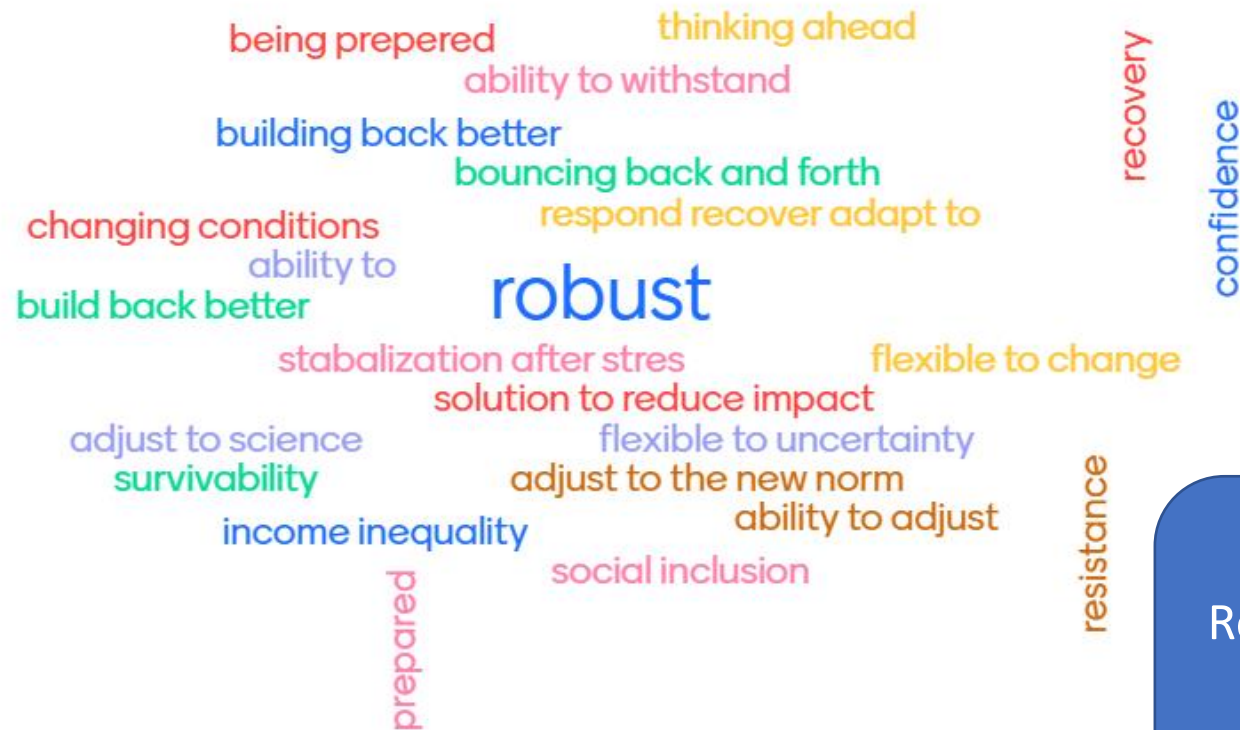 being prepered
thinking ahead
ability to withstand
recovery
building back better
confidence
bouncing back and forth
respond recover adapt to
changing conditions
ability to
build back better
robust
stabalization after stres
flexible to change
solution to reduce impact
adjust to science
flexible to uncertainty
survivability
adjust to the new norm
ability to adjust
resistance
income inequality
social inclusion
prepared